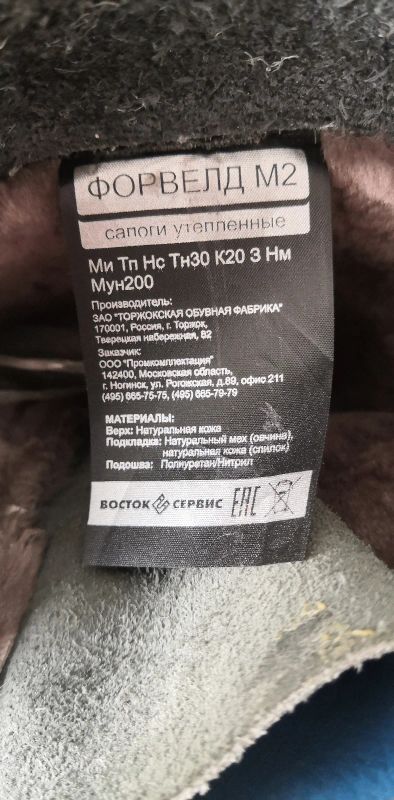 ФОРВЕЛД М2
сапоги утепленные
Ми Тп Нс Тн30 К20 З Нм
Мун200
Производитель:
ЗАО "ТОРЖОКСКАЯ ОБУВНАЯ ФАБРИКА"
170001, Россия, г. Торжок,
Тверецкая набережная, 82
Заказчик:
ООО "Промкомплектация"
142400, Московская область,
г. Ногинск, ул. Рогожская, д.89, офис 211
(495) 665-75-75, (495) 665-79-79
МАТЕРИАЛЫ:
Верх: Натуральная кожа
Подкладка: Натуральный мех (овчина),
натуральная кожа (спилок)
Подошва: Полиуретан/Нитрил
ВОСТОК СЕРВИС EAC